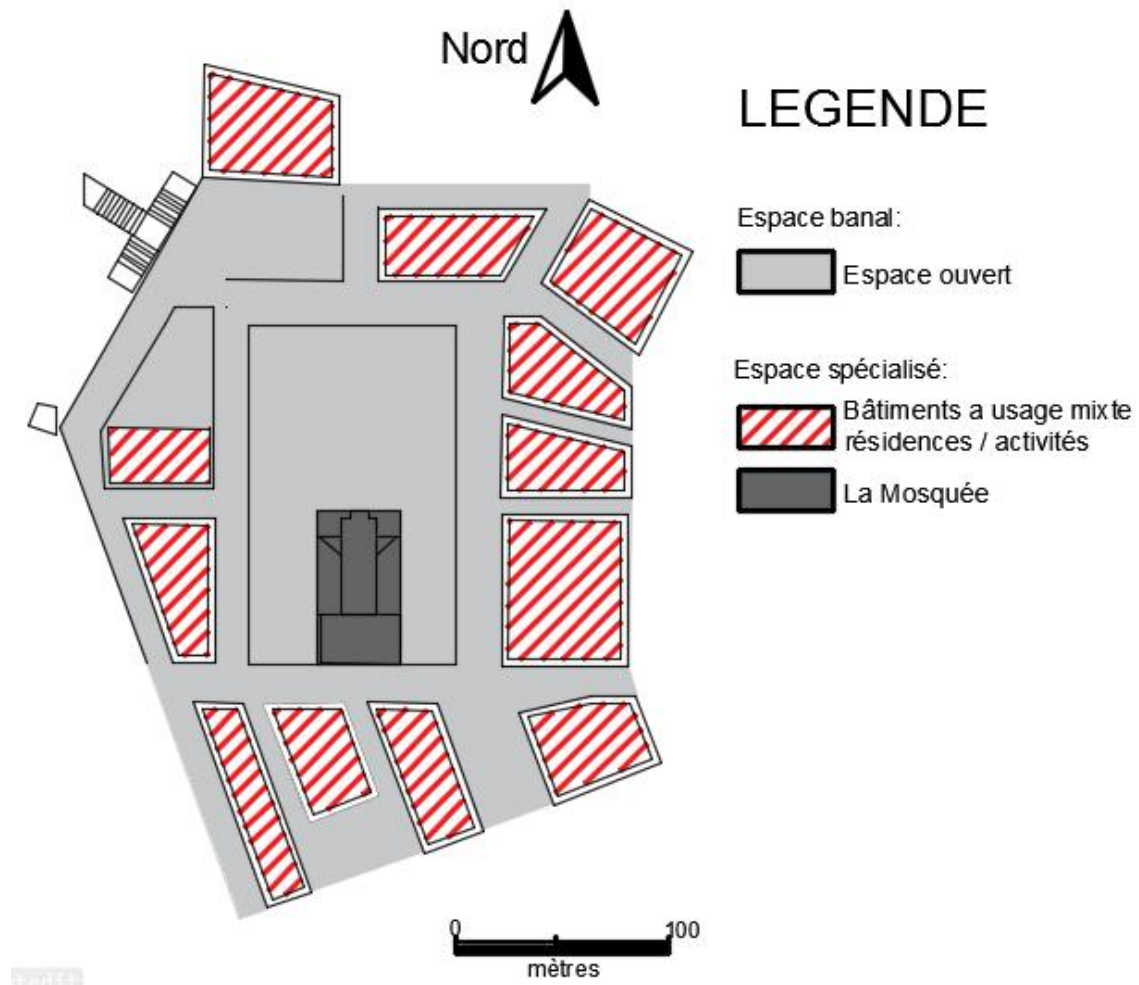 Nord
LEGENDE
Espace banal:
Espace ouvert
Espace spécialisé:
Bâtiments a usage mixte
résidences / activités
La Mosquée
0 100
mètres